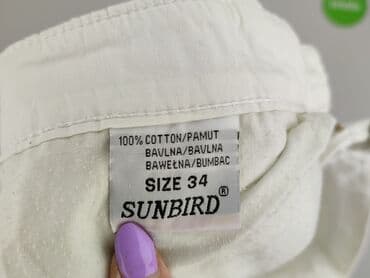 100% COTTON/PAMUT
BAVLNA/BAVLNA
BAWEŁNA/BUMBAC
SIZE 34
SUNBIRD®